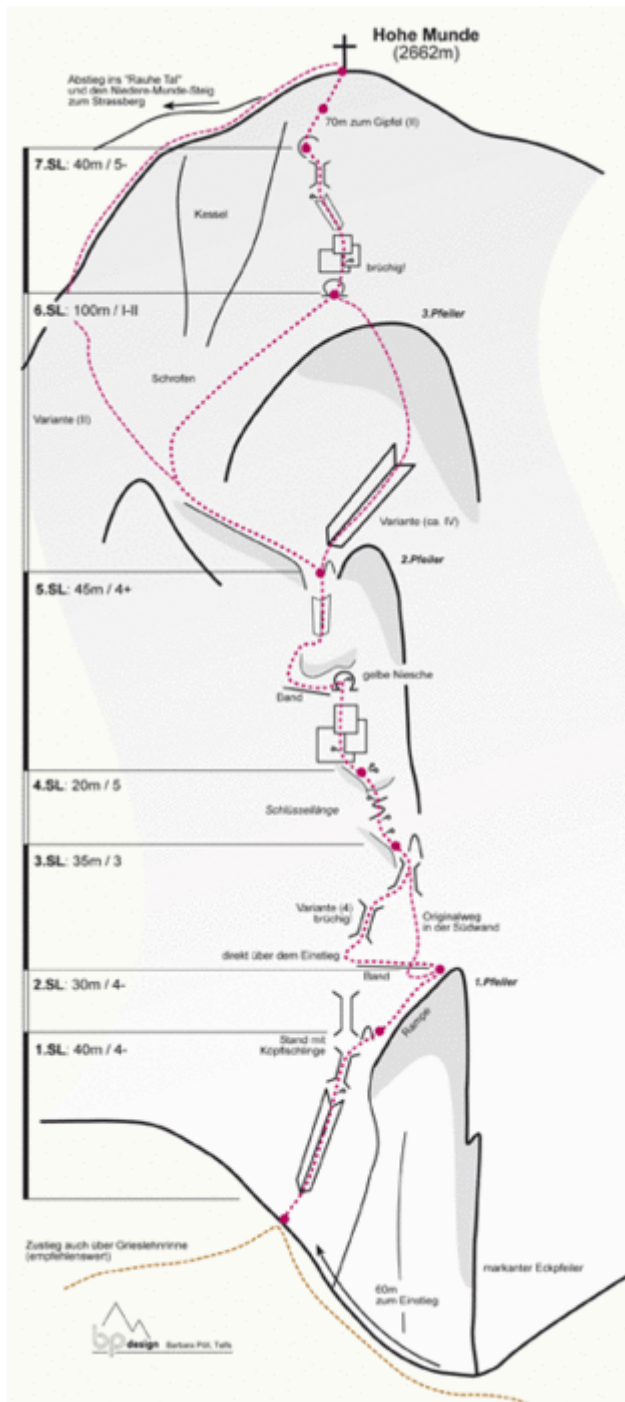 Hohe Munde
(2662m)
Abstieg ins "Rauhe Tal"
und den Niedere-Munde-Steig
zum Strassberg
70m zum Gipfel (II)
7.SL: 40m / 5-
Kessel
brüchig!
6.SL: 100m / I-II
3.Pfeiler
Schrofen
Variante (II)
Variante (ca. IV)
2.Pfeiler
5.SL: 45m / 4+
gelbe Niesche
Band
4.SL: 20m / 5
Schlüssellänge
3.SL: 35m / 3
Variante (4)
brüchig!
Originalweg
in der Südwand
direkt über dem Einstieg
Band
1.Pfeiler
2.SL: 30m / 4-
Rampe
Stand mit
Köpflschlinge
1.SL: 40m / 4-
Zustieg auch über Grieslehnrinne
(empfehlenswert)
markanter Eckpfeiler
60m
zum Einstieg
bp design Barbara Pöll, Telfs